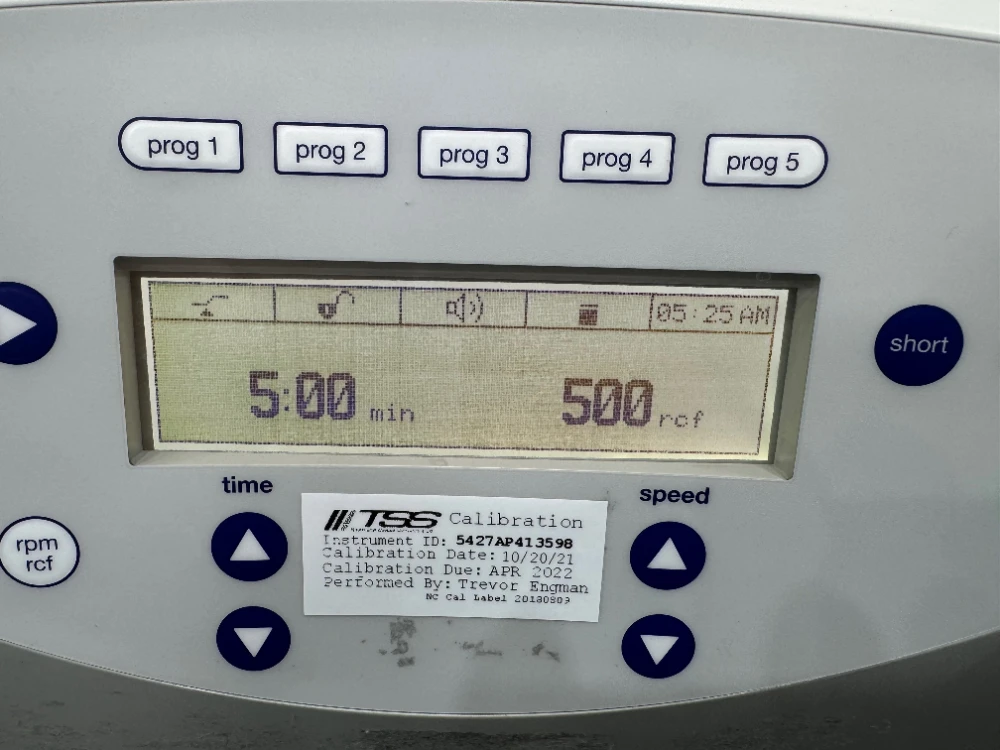 prog 1 prog 2 prog 3 prog 4 prog 5
05:25 AM
5:00 min 500 rcf
short
time
speed
rpm
rcf
TSS Calibration
Instrument ID: 5427AP413598
Calibration Date: 10/20/21
Calibration Due: APR 2022
Performed By: Trevor Engman
NC Cal Label 20180809